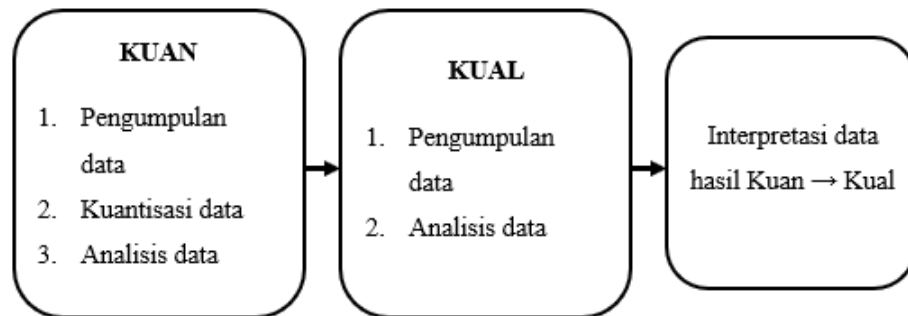 KUAN
1. Pengumpulan
data
2. Kuantisasi data
3. Analisis data
KUAL
1. Pengumpulan
data
2. Analisis data
Interpretasi data
hasil Kuan → Kual